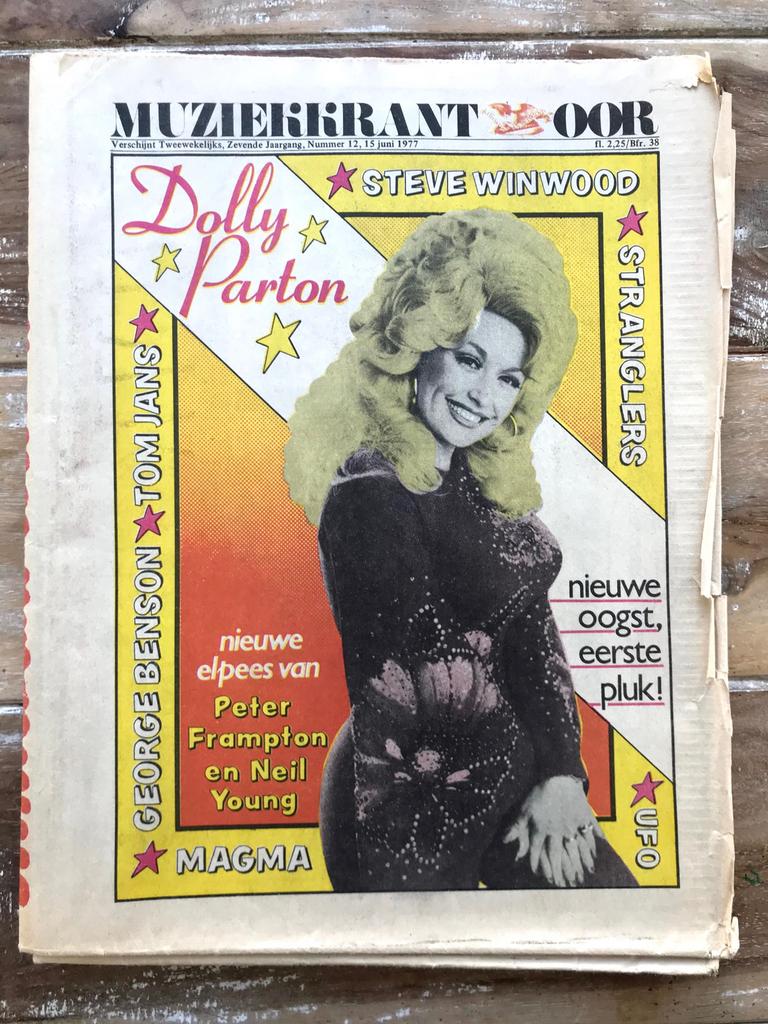 MUZIEKKRANT OOR
Verschijnt Tweewekelijks, Zevende Jaargang, Nummer 12, 15 juni 1977
fl. 2,25/Bfr. 38
Dolly
Parton
STEVE WINWOOD
STRANGLERS
TOM JANS
GEORGE BENSON
nieuwe
oogst,
eerste
pluk!
nieuwe
elpees van
Peter
Frampton
en Neil
Young
MAGMA
UFO